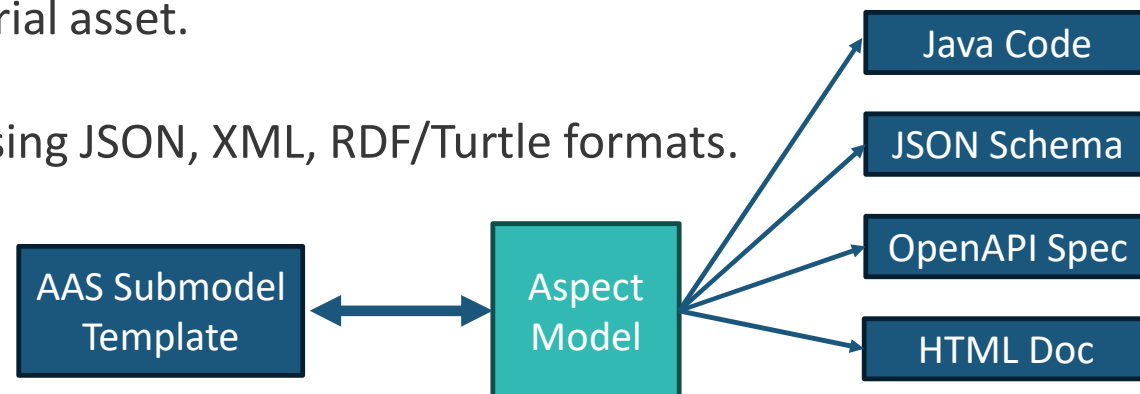 rial asset.
sing JSON, XML, RDF/Turtle formats.
AAS Submodel
Template
Aspect
Model
Java Code
JSON Schema
OpenAPI Spec
HTML Doc